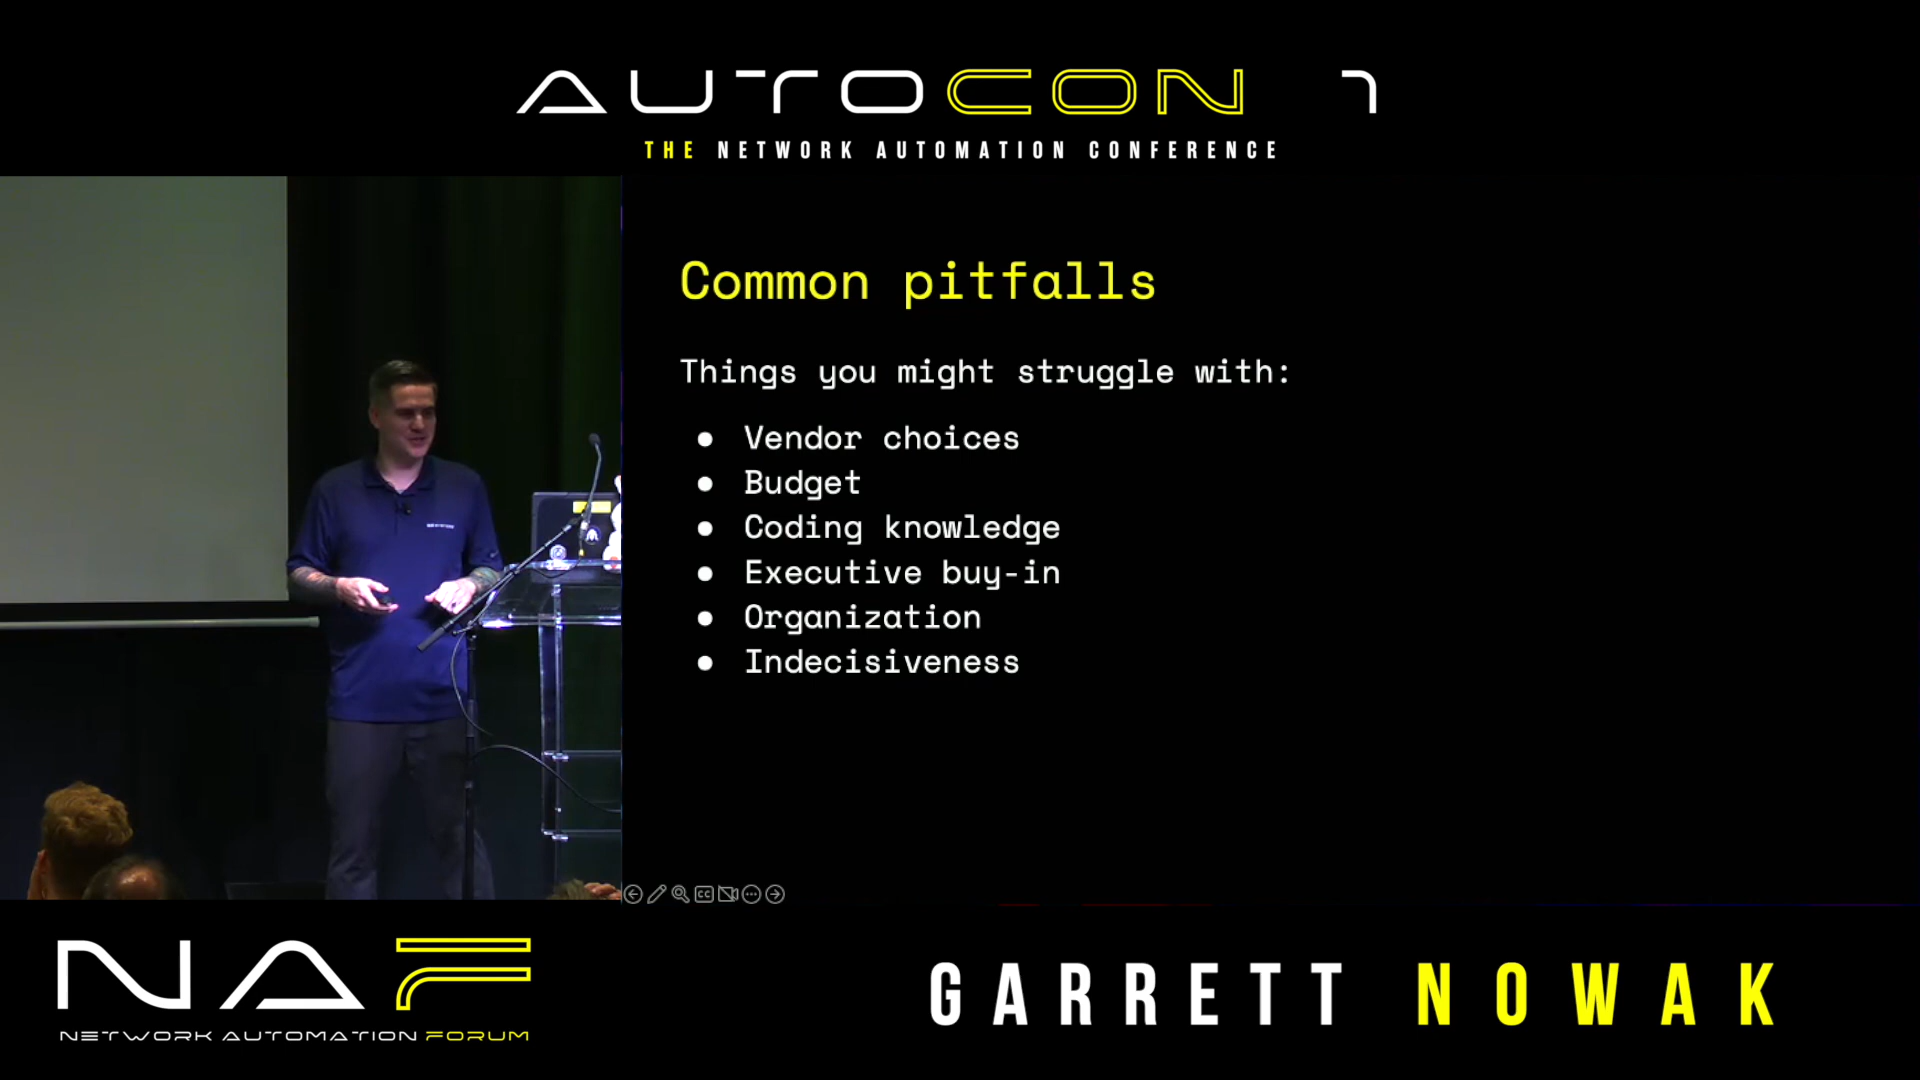 AUTOCON 1
THE NETWORK AUTOMATION CONFERENCE
Common pitfalls
Things you might struggle with:
● Vendor choices
● Budget
● Coding knowledge
● Executive buy-in
● Organization
● Indecisiveness
CC
NAF
NETWORK AUTOMATION FORUM
GARRETT NOWAK